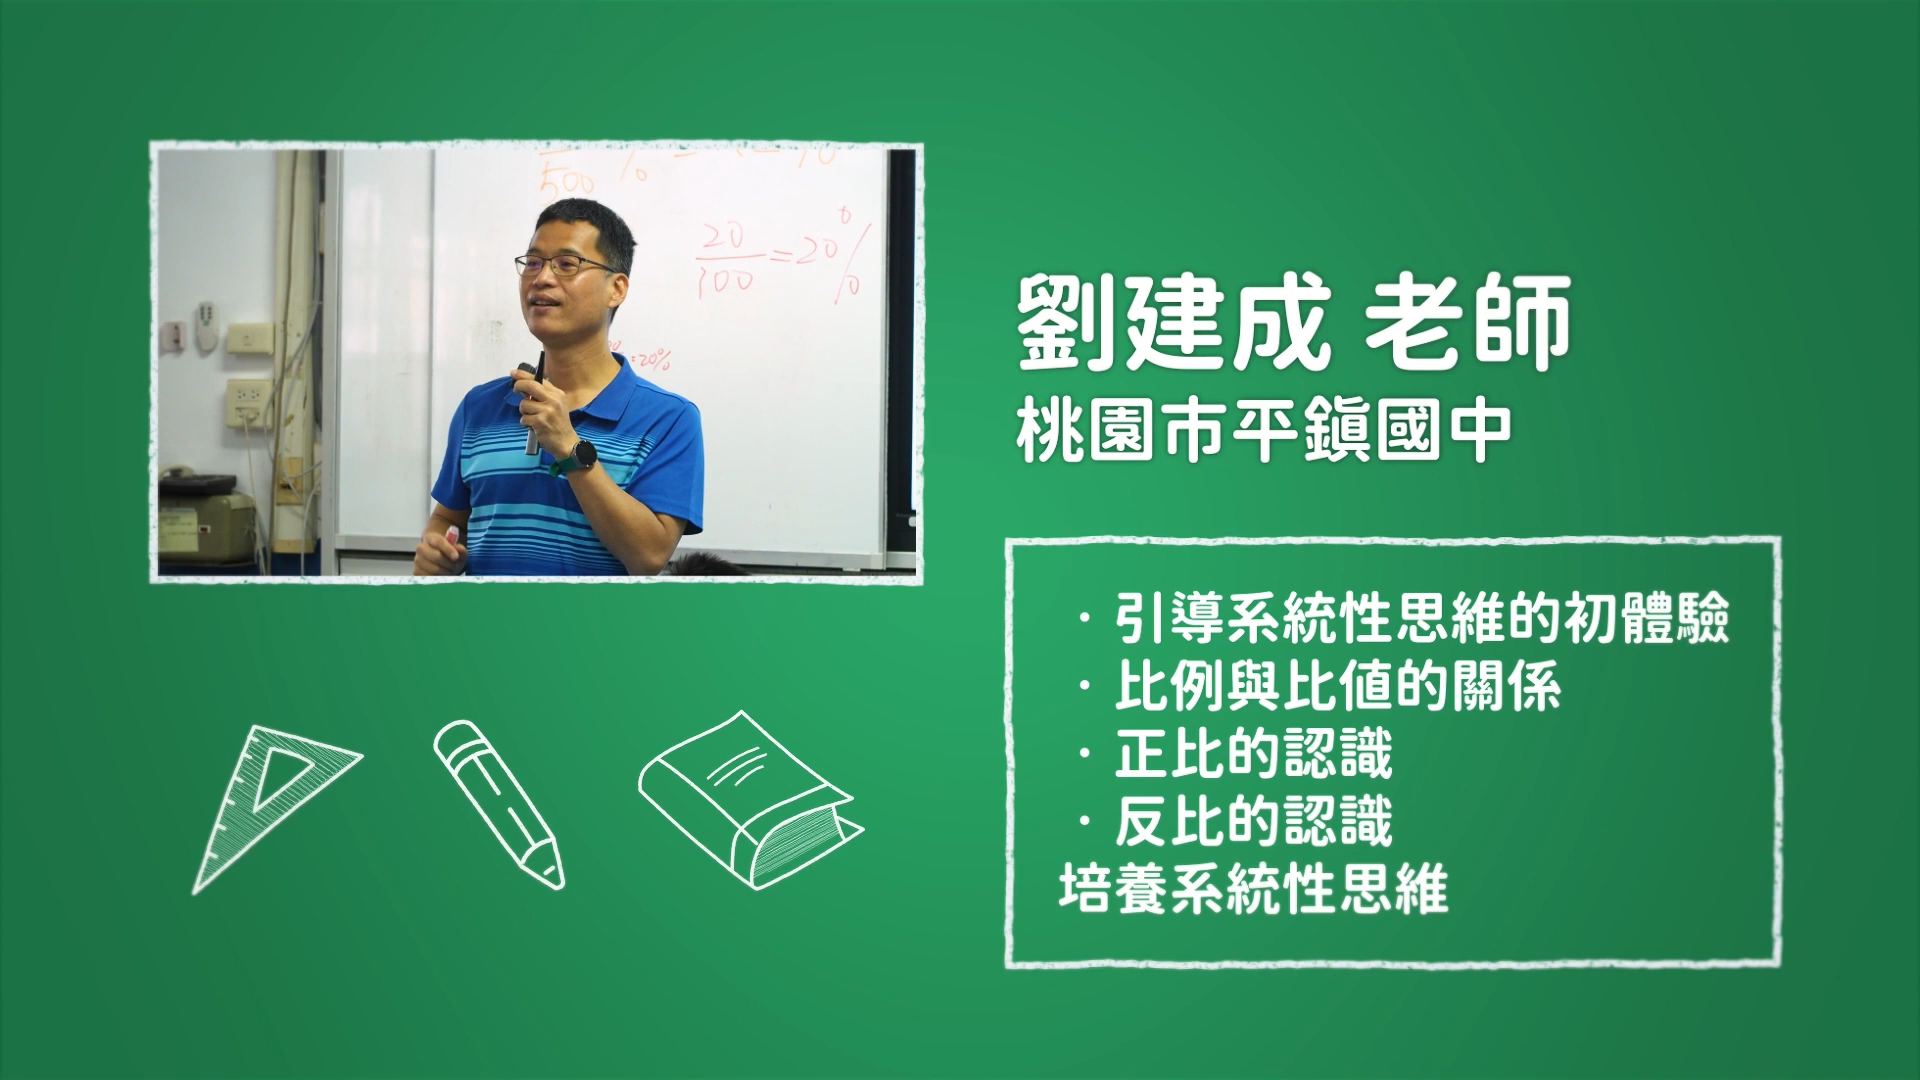 500 %
20/100 = 20%
=20%
劉建成 老師
桃園市平鎮國中
· 引導系統性思維的初體驗
· 比例與比值的關係
· 正比的認識
· 反比的認識
培養系統性思維